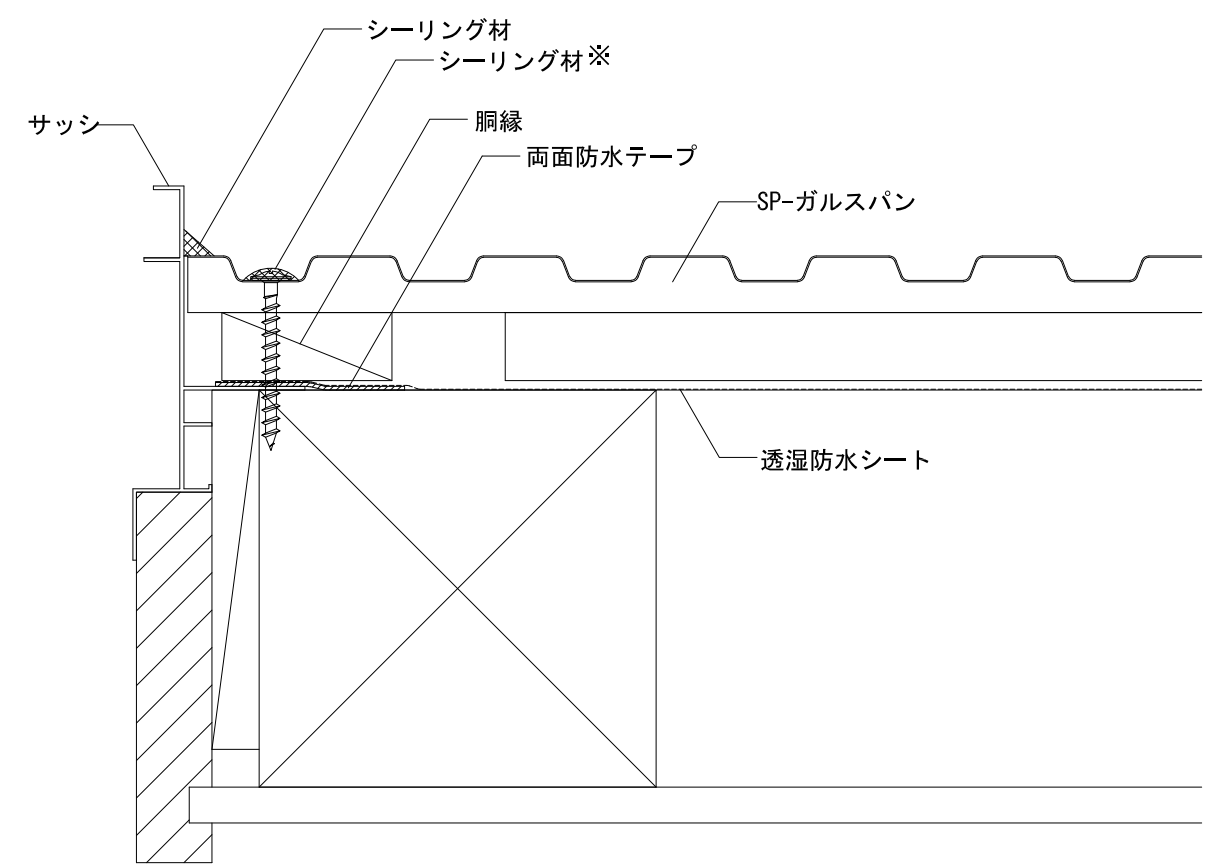 シーリング材
シーリング材※
サッシ
胴縁
両面防水テープ
SP-ガルスパン
透湿防水シート